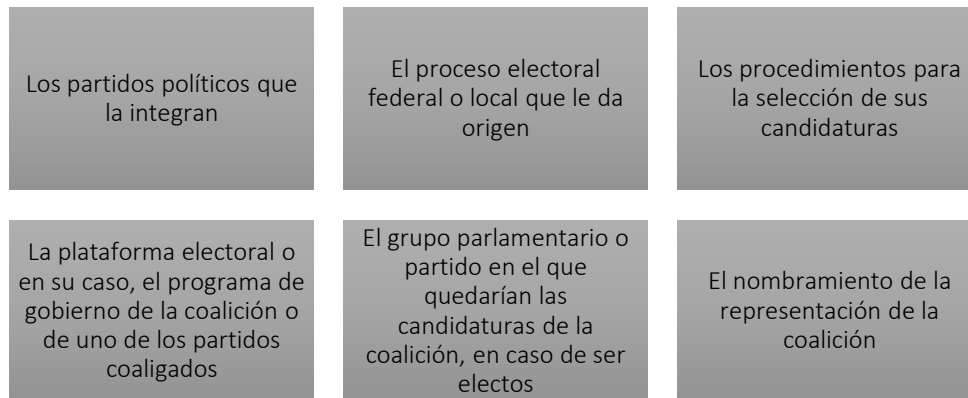 Los partidos políticos que
la integran
El proceso electoral
federal o local que le da
origen
Los procedimientos para
la selección de sus
candidaturas
La plataforma electoral o
en su caso, el programa de
gobierno de la coalición o
de uno de los partidos
coaligados
El grupo parlamentario o
partido en el que
quedarían las
candidaturas de la
coalición, en caso de ser
electos
El nombramiento de la
representación de la
coalición